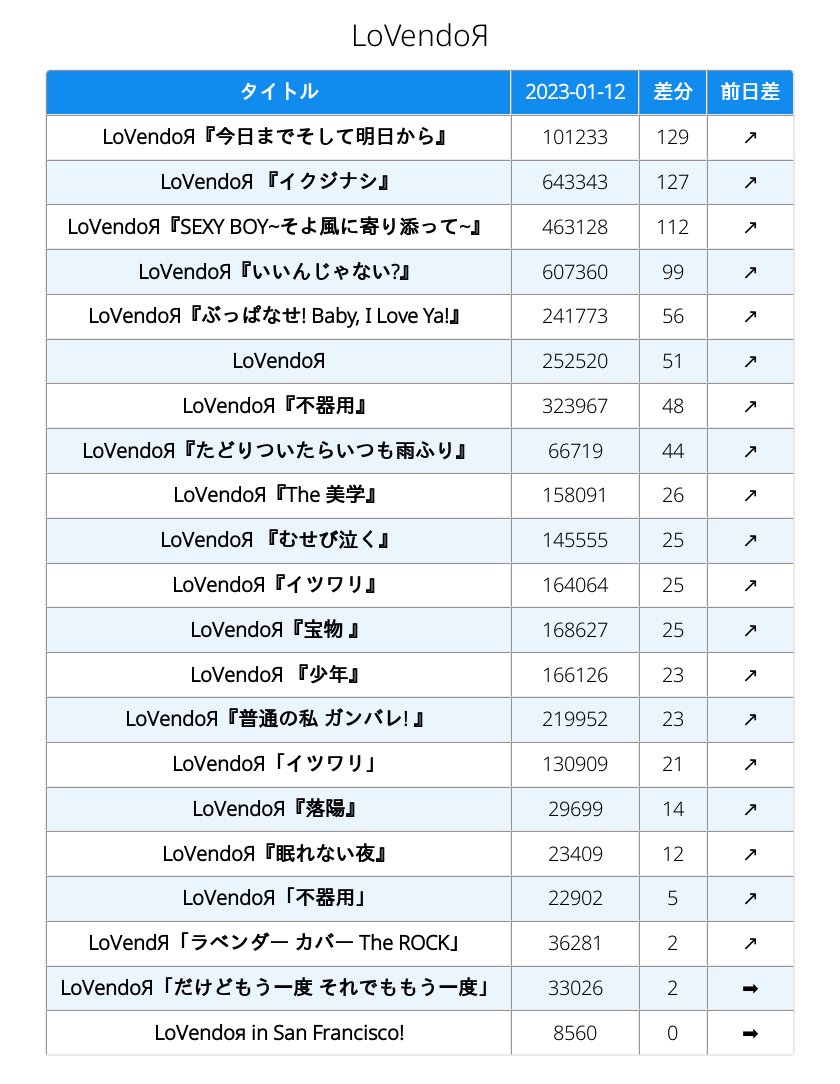 LoVendoЯ
タイトル 2023-01-12 差分 前日差
LoVendoЯ『今日までそして明日から』 101233 129 ↗
LoVendoЯ 『イクジナシ』 643343 127 ↗
LoVendoЯ『SEXY BOY~そよ風に寄り添って~』 463128 112 ↗
LoVendoЯ『いいんじゃない?』 607360 99 ↗
LoVendoЯ『ぶっぱなせ! Baby, I Love Ya!』 241773 56 ↗
LoVendoЯ 252520 51 ↗
LoVendoЯ『不器用』 323967 48 ↗
LoVendoЯ『たどりついたらいつも雨ふり』 66719 44 ↗
LoVendoЯ『The 美学』 158091 26 ↗
LoVendoЯ 『むせび泣く』 145555 25 ↗
LoVendoЯ『イツワリ』 164064 25 ↗
LoVendoЯ『宝物 』 168627 25 ↗
LoVendoЯ 『少年』 166126 23 ↗
LoVendoЯ『普通の私 ガンバレ! 』 219952 23 ↗
LoVendoЯ「イツワリ」 130909 21 ↗
LoVendoЯ『落陽』 29699 14 ↗
LoVendoЯ『眠れない夜』 23409 12 ↗
LoVendoЯ「不器用」 22902 5 ↗
LoVendЯ「ラベンダー カバー The ROCK」 36281 2 ↗
LoVendoЯ「だけどもう一度 それでももう一度」 33026 2 ➡
LoVendoя in San Francisco! 8560 0 ➡